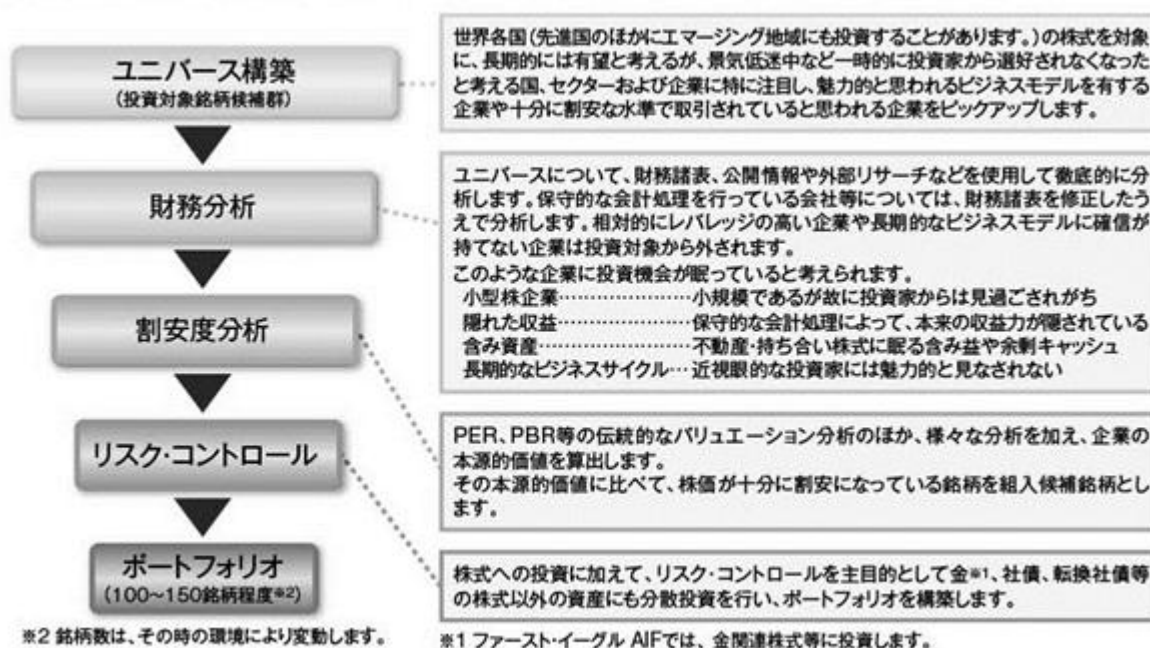 ユニバース構築
(投資対象銘柄候補群)
世界各国(先進国のほかにエマージング地域にも投資することがあります。)の株式を対象
に、長期的には有望と考えるが、景気低迷中など一時的に投資家から選好されなくなった
と考える国、セクターおよび企業に特に注目し、魅力的と思われるビジネスモデルを有する
企業や十分に割安な水準で取引されていると思われる企業をピックアップします。
財務分析
ユニバースについて、財務諸表、公開情報や外部リサーチなどを使用して徹底的に分
析します。保守的な会計処理を行っている会社等については、財務諸表を修正したう
えで分析します。相対的にレバレッジの高い企業や長期的なビジネスモデルに確信が
持てない企業は投資対象から外されます。
このような企業に投資機会が眠っていると考えられます。
小型株企業……………………小規模であるが故に投資家からは見過ごされがち
隠れた収益……………………保守的な会計処理によって、本来の収益力が隠されている
含み資産………………………不動産・持ち合い株式に眠る含み益や余剰キャッシュ
長期的なビジネスサイクル…近視眼的な投資家には魅力的と見なされない
割安度分析
PER、PBR等の伝統的なバリュエーション分析のほか、様々な分析を加え、企業の
本源的価値を算出します。
その本源的価値に比べて、株価が十分に割安になっている銘柄を組入候補銘柄とし
ます。
リスク・コントロール
株式への投資に加えて、リスク・コントロールを主目的として金※1、社債、転換社債等
の株式以外の資産にも分散投資を行い、ポートフォリオを構築します。
ポートフォリオ
(100～150銘柄程度※2)
※2 銘柄数は、その時の環境により変動します。
※1 ファースト・イーグル AIFでは、金関連株式等に投資します。